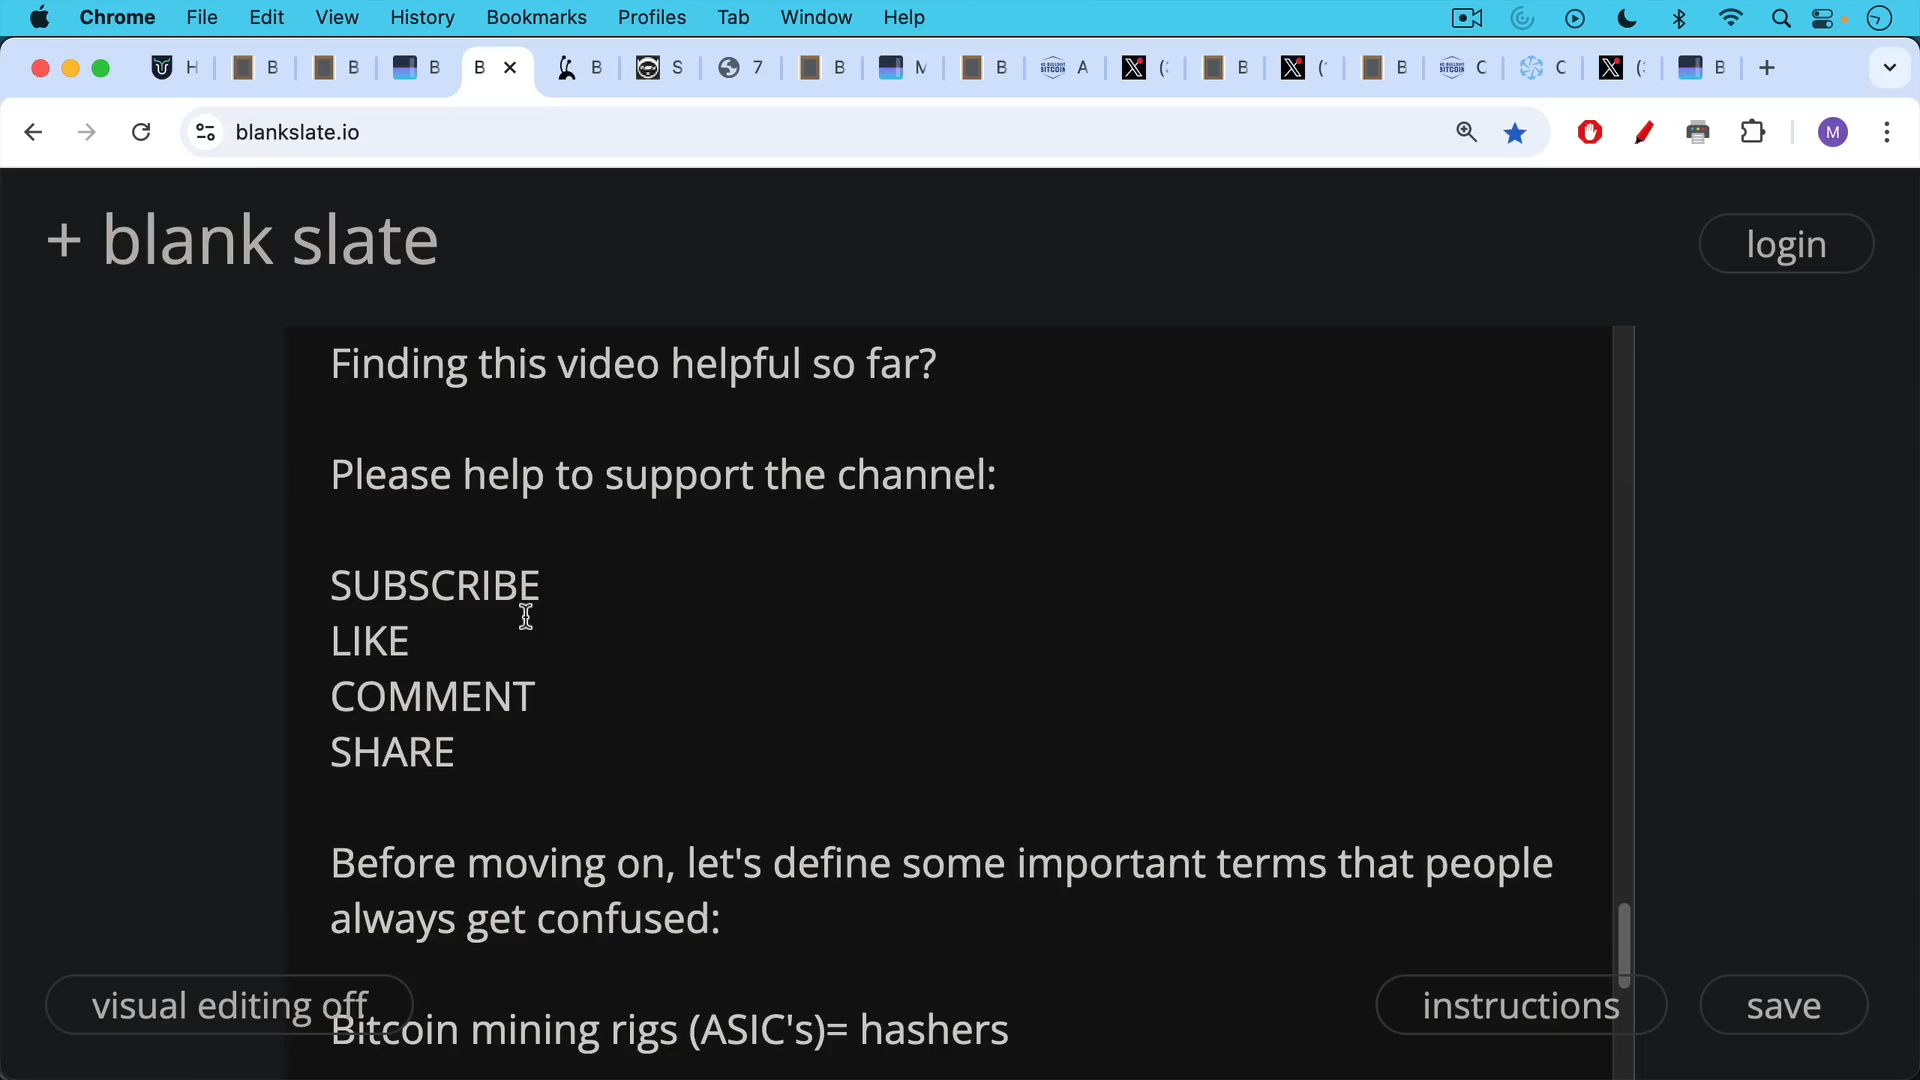 Chrome File Edit View History Bookmarks Profiles Tab Window Help
H B B B B B S 7 B M B A (: B (' B C C (: B
blankslate.io
M
+ blank slate
login
Finding this video helpful so far?
Please help to support the channel:
SUBSCRIBE
LIKE
COMMENT
SHARE
Before moving on, let's define some important terms that people
always get confused:
Bitcoin mining rigs (ASIC's)= hashers
visual editing off
instructions
save